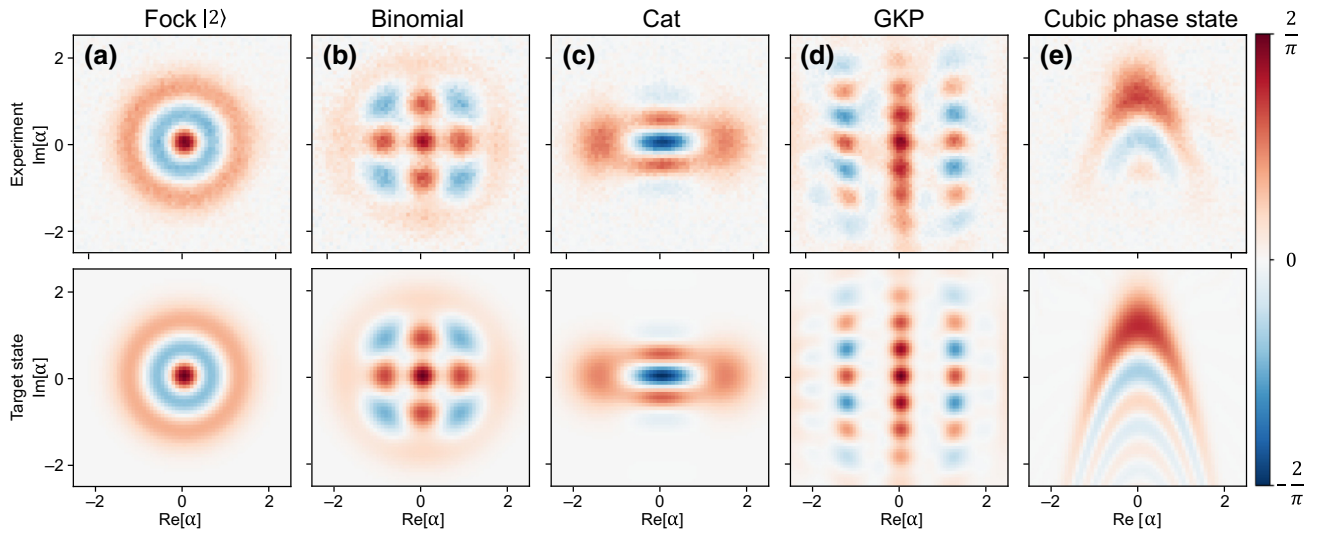 Fock |2⟩ Binomial Cat GKP Cubic phase state
(a) (b) (c) (d) (e)
Experiment
Im[α]
2
0
−2
Target state
Im[α]
2
0
−2
−2 0 2 −2 0 2 −2 0 2 −2 0 2 −2 0 2
Re[α] Re[α] Re[α] Re[α] Re [α]
2
π
0
2
−
π